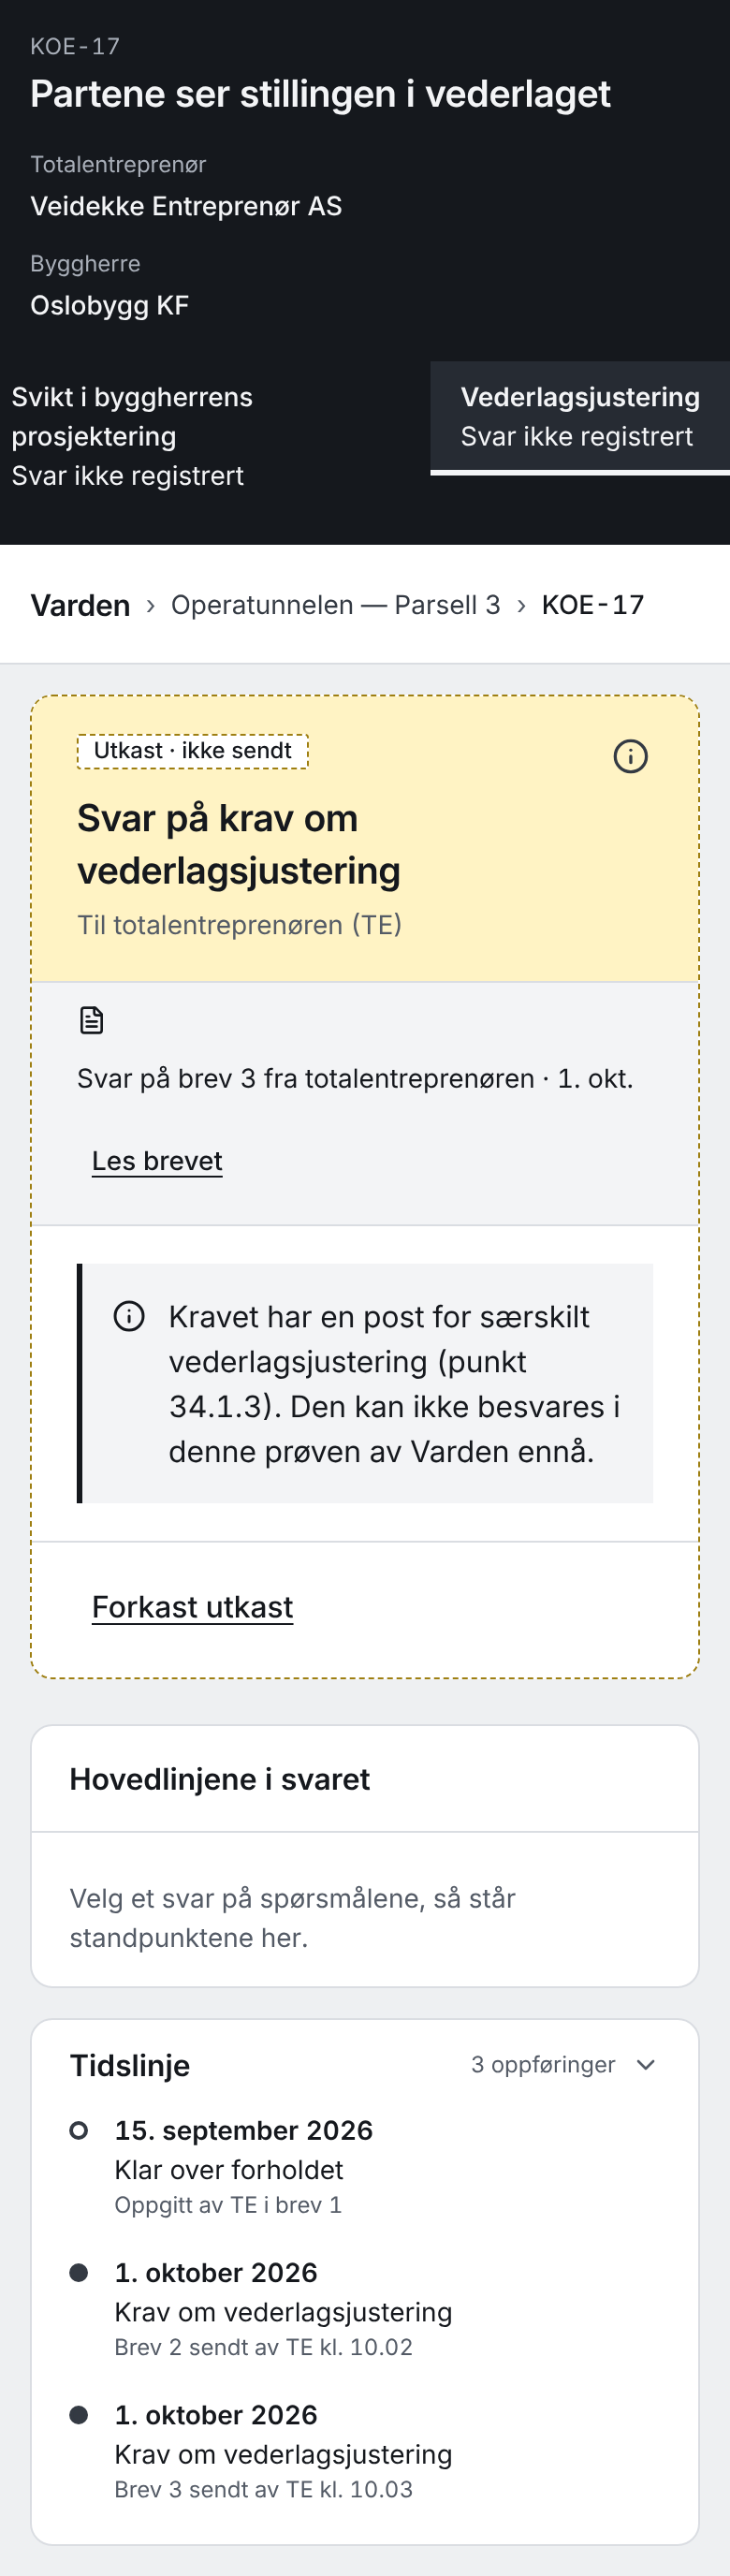 KOE-17
Partene ser stillingen i vederlaget
Totalentreprenør
Veidekke Entreprenør AS
Byggherre
Oslobygg KF
Svikt i byggherrens
prosjektering
Svar ikke registrert
Vederlagsjustering
Svar ikke registrert
Varden › Operatunnelen — Parsell 3 › KOE-17
Utkast · ikke sendt
Svar på krav om
vederlagsjustering
Til totalentreprenøren (TE)
Svar på brev 3 fra totalentreprenøren · 1. okt.
Les brevet
Kravet har en post for særskilt
vederlagsjustering (punkt
34.1.3). Den kan ikke besvares i
denne prøven av Varden ennå.
Forkast utkast
Hovedlinjene i svaret
Velg et svar på spørsmålene, så står
standpunktene her.
Tidslinje
3 oppføringer
15. september 2026
Klar over forholdet
Oppgitt av TE i brev 1
1. oktober 2026
Krav om vederlagsjustering
Brev 2 sendt av TE kl. 10.02
1. oktober 2026
Krav om vederlagsjustering
Brev 3 sendt av TE kl. 10.03